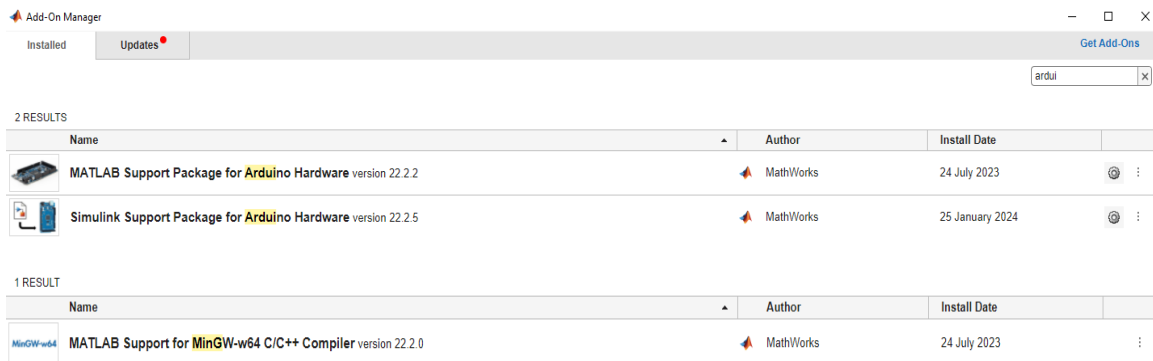 Add-On Manager
Installed Updates Get Add-Ons
ardui
2 RESULTS
Name Author Install Date
MATLAB Support Package for Arduino Hardware version 22.2.2 MathWorks 24 July 2023
Simulink Support Package for Arduino Hardware version 22.2.5 MathWorks 25 January 2024
1 RESULT
Name Author Install Date
MinGW-w64 MATLAB Support for MinGW-w64 C/C++ Compiler version 22.2.0 MathWorks 24 July 2023